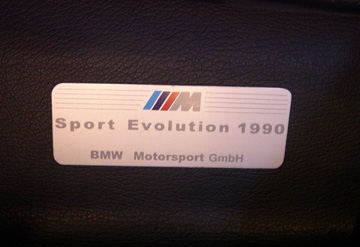 M
Sport Evolution 1990
BMW Motorsport GmbH